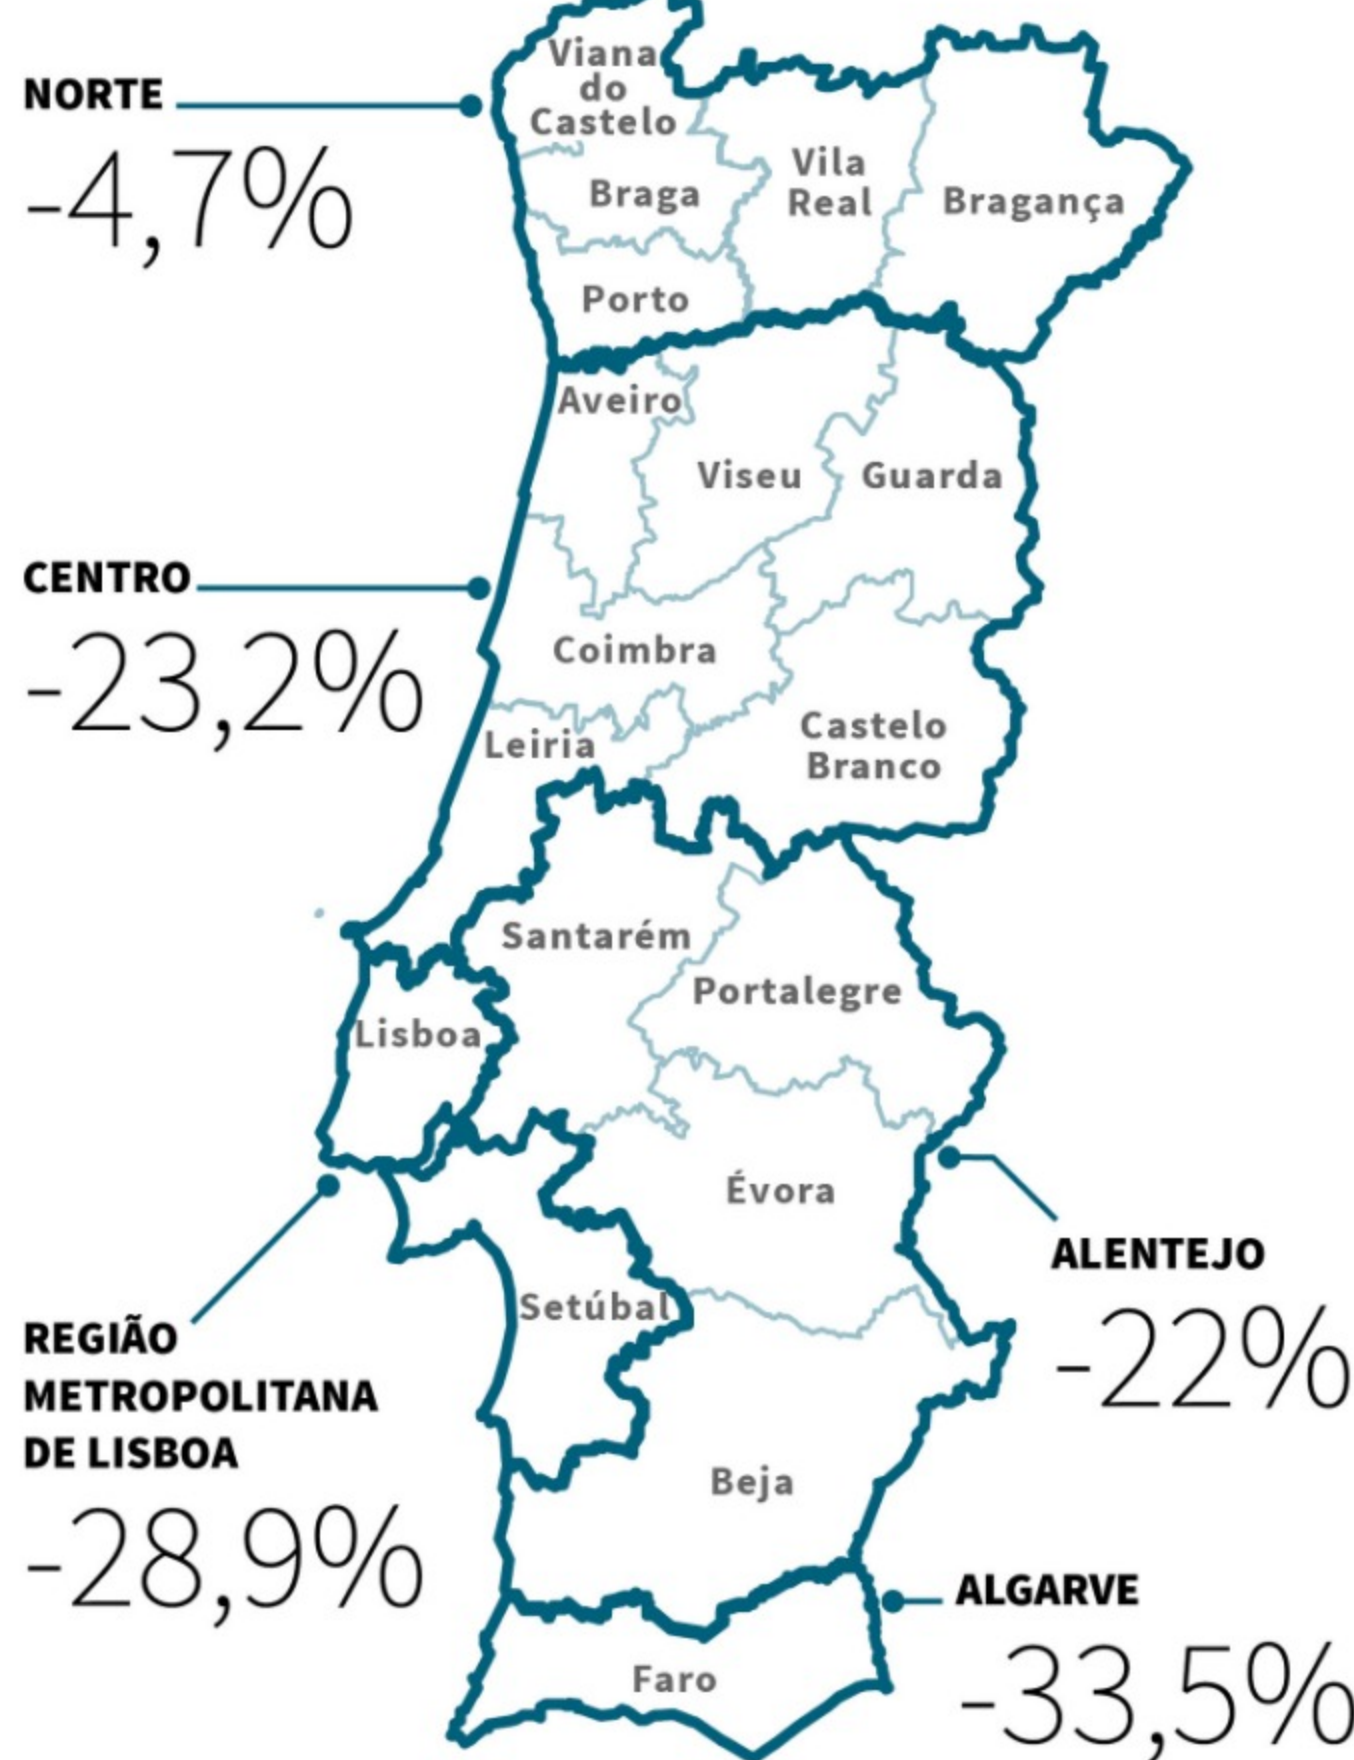 Viana
do
Castelo
NORTE
-4,7%
Vila
Real
Braga
Bragança
Porto
Aveiro
Viseu
Guarda
CENTRO
-23,2%
Coimbra
Leiria
Castelo
Branco
Santarém
Portalegre
Lisboa
Évora
ALENTEJO
-22%
Setúbal
REGIÃO
METROPOLITANA
DE LISBOA
-28,9%
Beja
ALGARVE
-33,5%
Faro